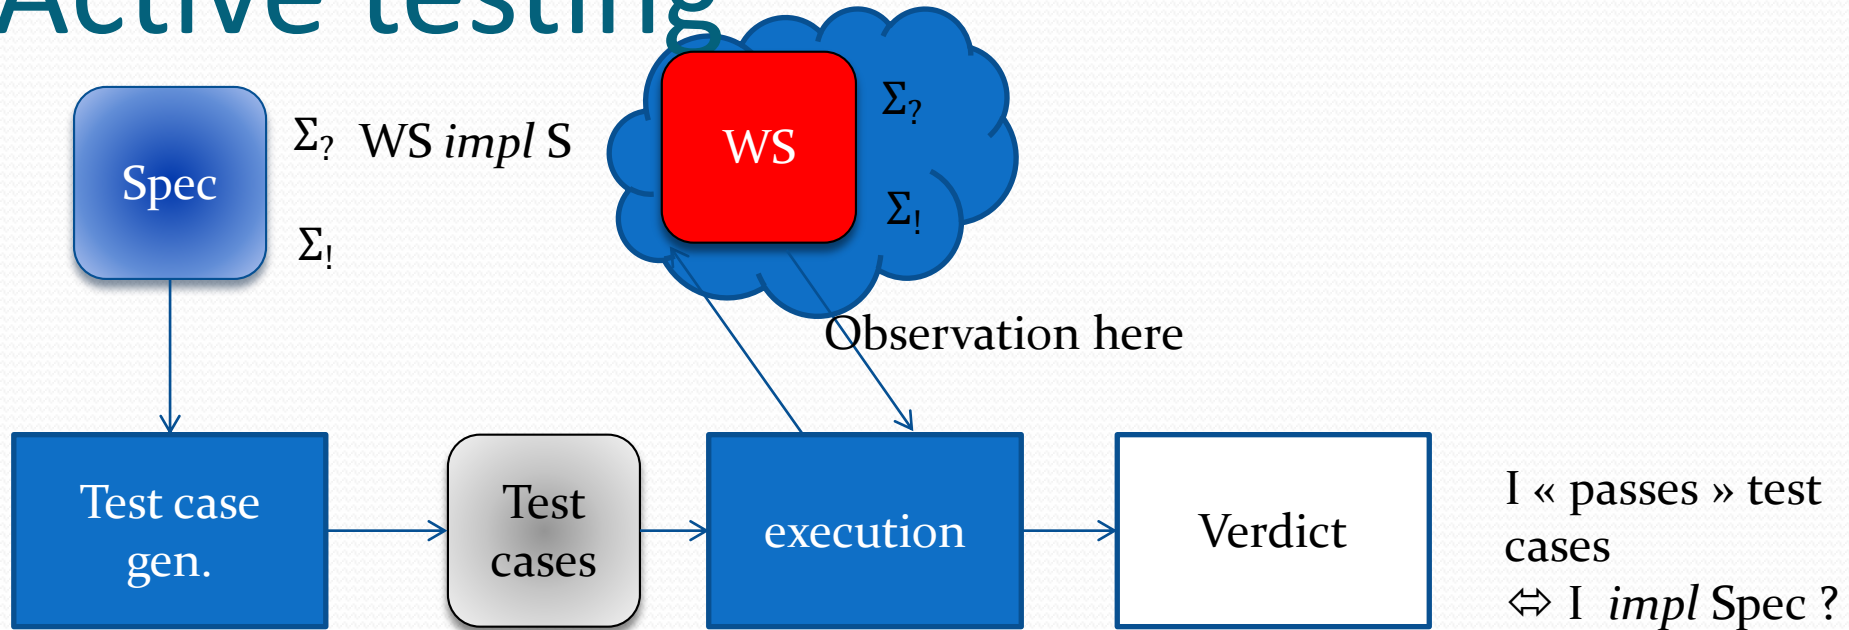 Active testing
Spec
Σ?
WS impl S
Σ!
WS
Σ?
Σ!
Observation here
Test case
gen.
Test
cases
execution
Verdict
I « passes » test
cases
⇔ I impl Spec ?